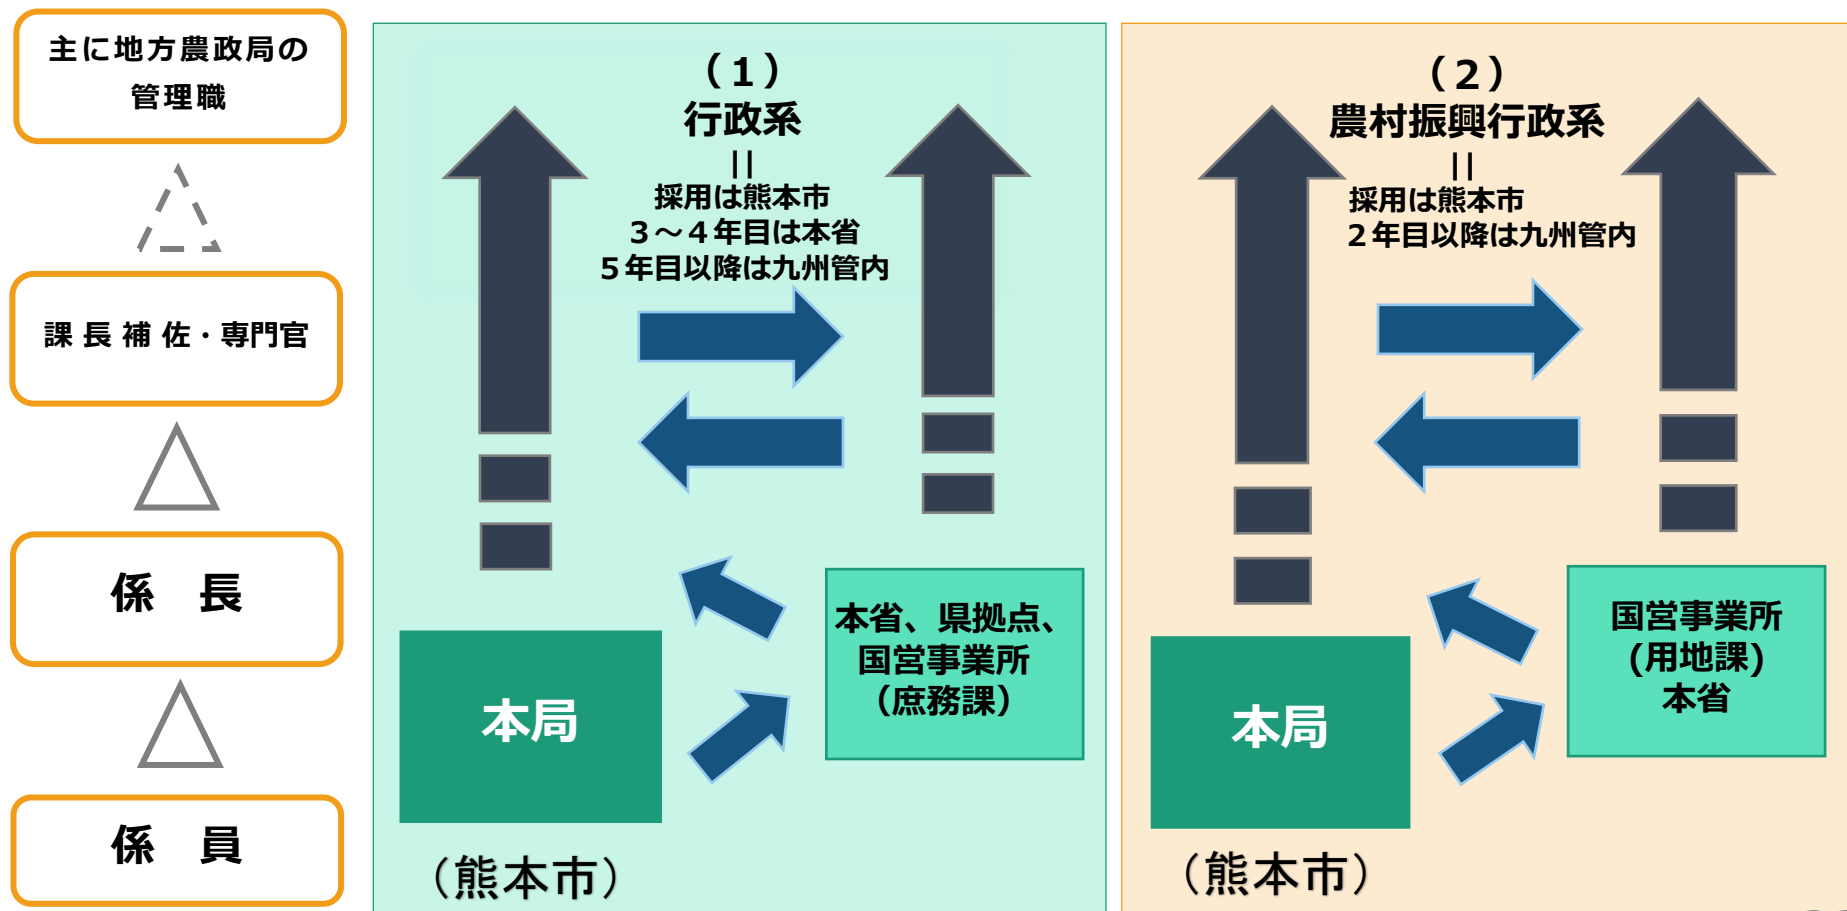 主に地方農政局の
管理職
課長補佐・専門官
係　長
係　員
（１）
行政系
||
採用は熊本市
３～４年目は本省
５年目以降は九州管内
本省、県拠点、
国営事業所
（庶務課）
本局
（熊本市）
（２）
農村振興行政系
||
採用は熊本市
２年目以降は九州管内
国営事業所
(用地課)
本省
本局
（熊本市）